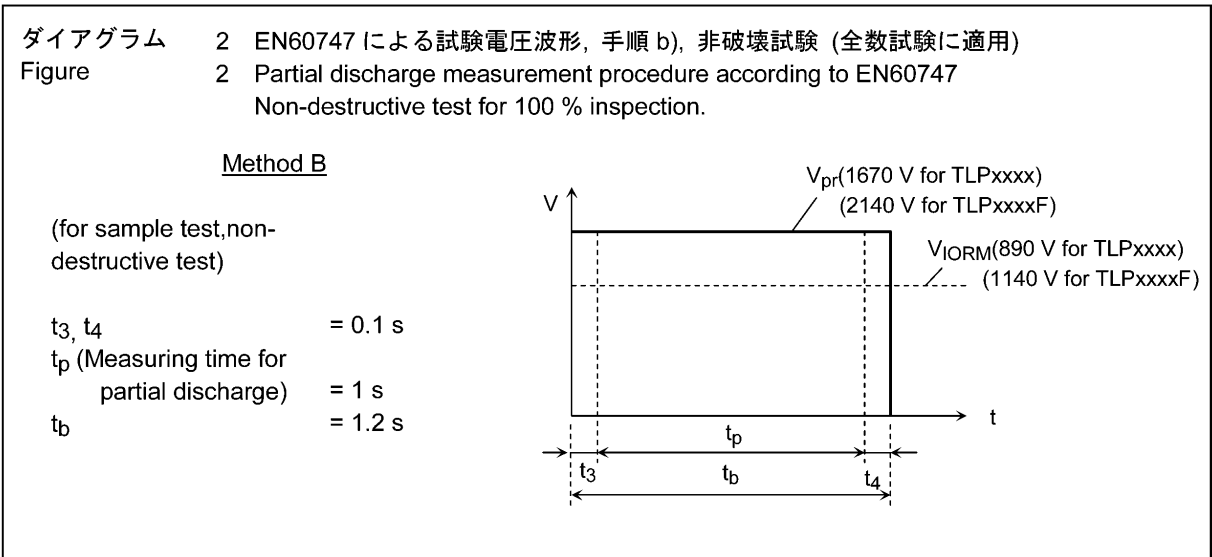 ダイアグラム 2 EN60747 による試験電圧波形, 手順 b), 非破壊試験 (全数試験に適用)
Figure 2 Partial discharge measurement procedure according to EN60747
Non-destructive test for 100 % inspection.
Method B
(for sample test,non-
destructive test)
t3, t4 = 0.1 s
tp (Measuring time for
partial discharge) = 1 s
tb = 1.2 s
V
Vpr(1670 V for TLPxxxx)
(2140 V for TLPxxxxF)
VIORM(890 V for TLPxxxx)
(1140 V for TLPxxxxF)
t
tp
t3 tb t4